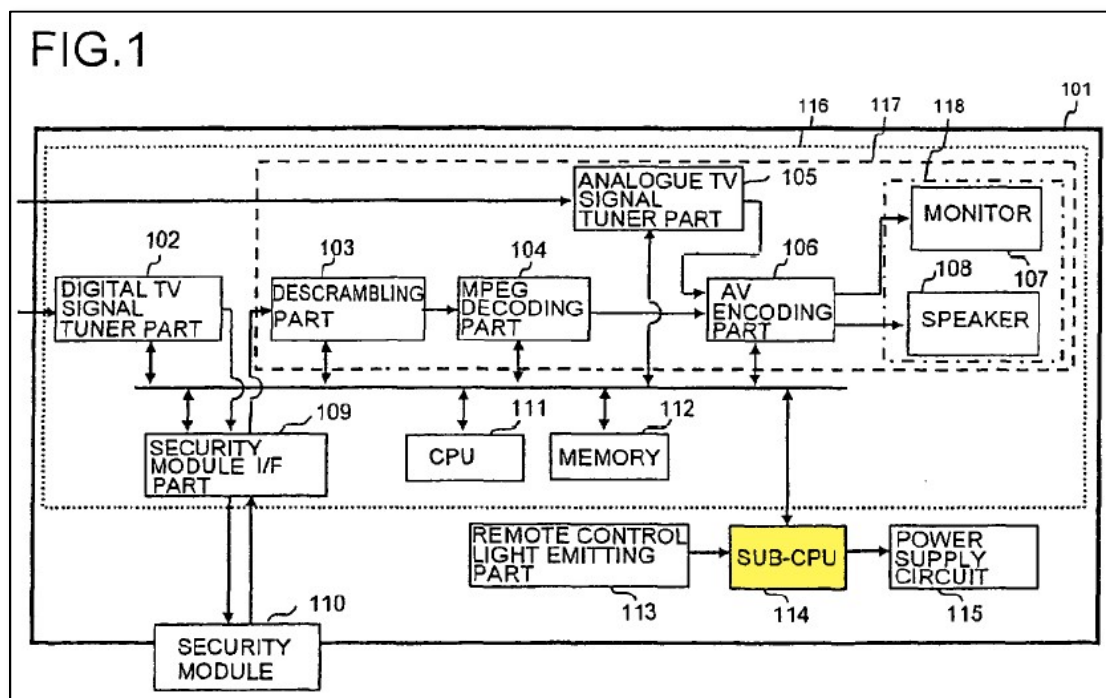 FIG.1
101
116
117
118
105
ANALOGUE TV
SIGNAL
TUNER PART
MONITOR
107
102
DIGITAL TV
SIGNAL
TUNER PART
103
DESCRAMBLING
PART
104
MPEG
DECODING
PART
106
AV
ENCODING
PART
108
SPEAKER
109
SECURITY
MODULE I/F
PART
111
CPU
112
MEMORY
REMOTE CONTROL
LIGHT EMITTING
PART
113
SUB-CPU
114
POWER
SUPPLY
CIRCUIT
115
110
SECURITY
MODULE